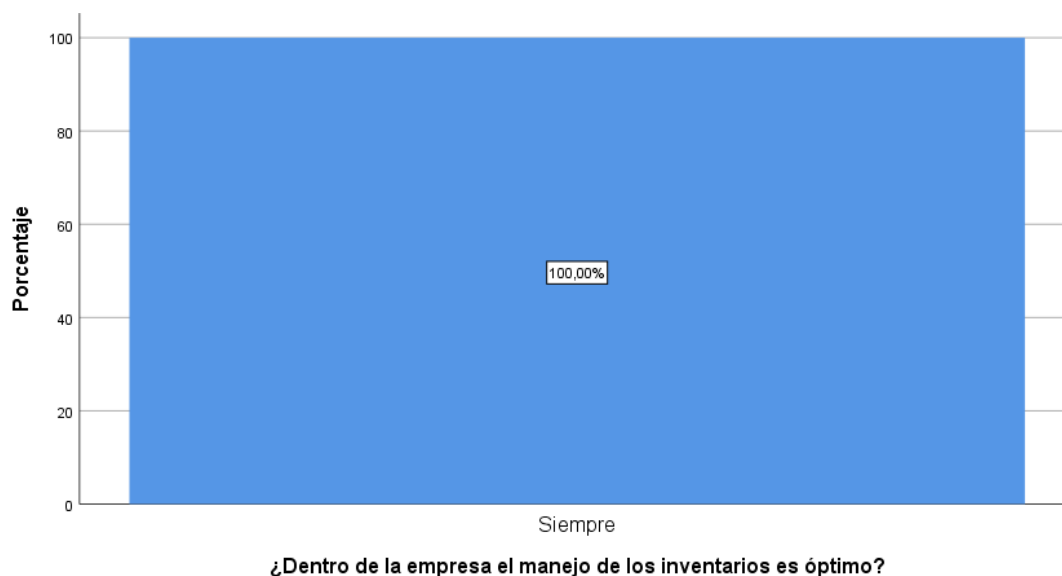 100
80
60
40
20
0
Porcentaje
100,00%
Siempre
¿Dentro de la empresa el manejo de los inventarios es óptimo?